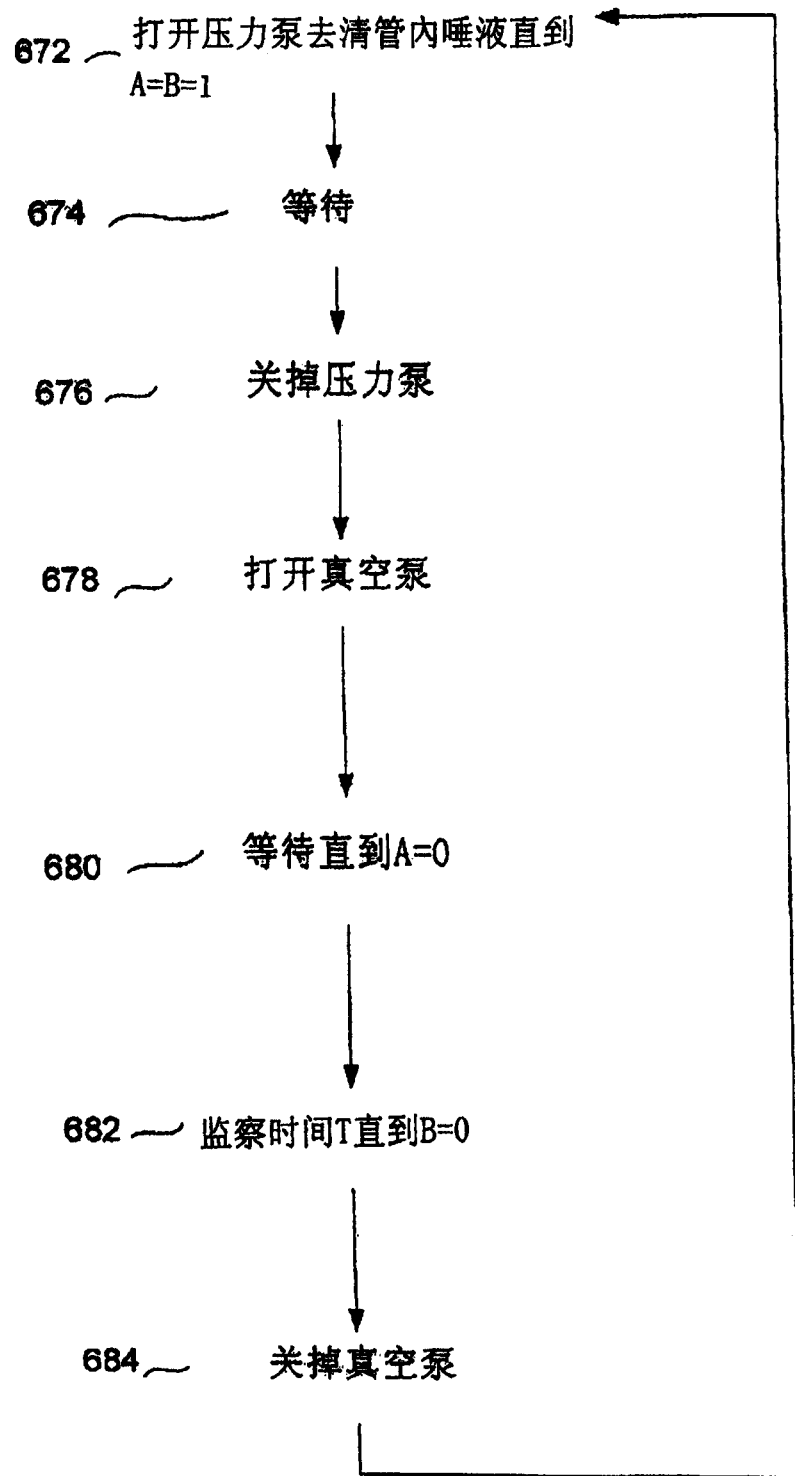 672 打开压力泵去清管内唾液直到
A=B=1
674 等待
676 关掉压力泵
678 打开真空泵
680 等待直到A=0
682 监察时间T直到B=0
684 关掉真空泵